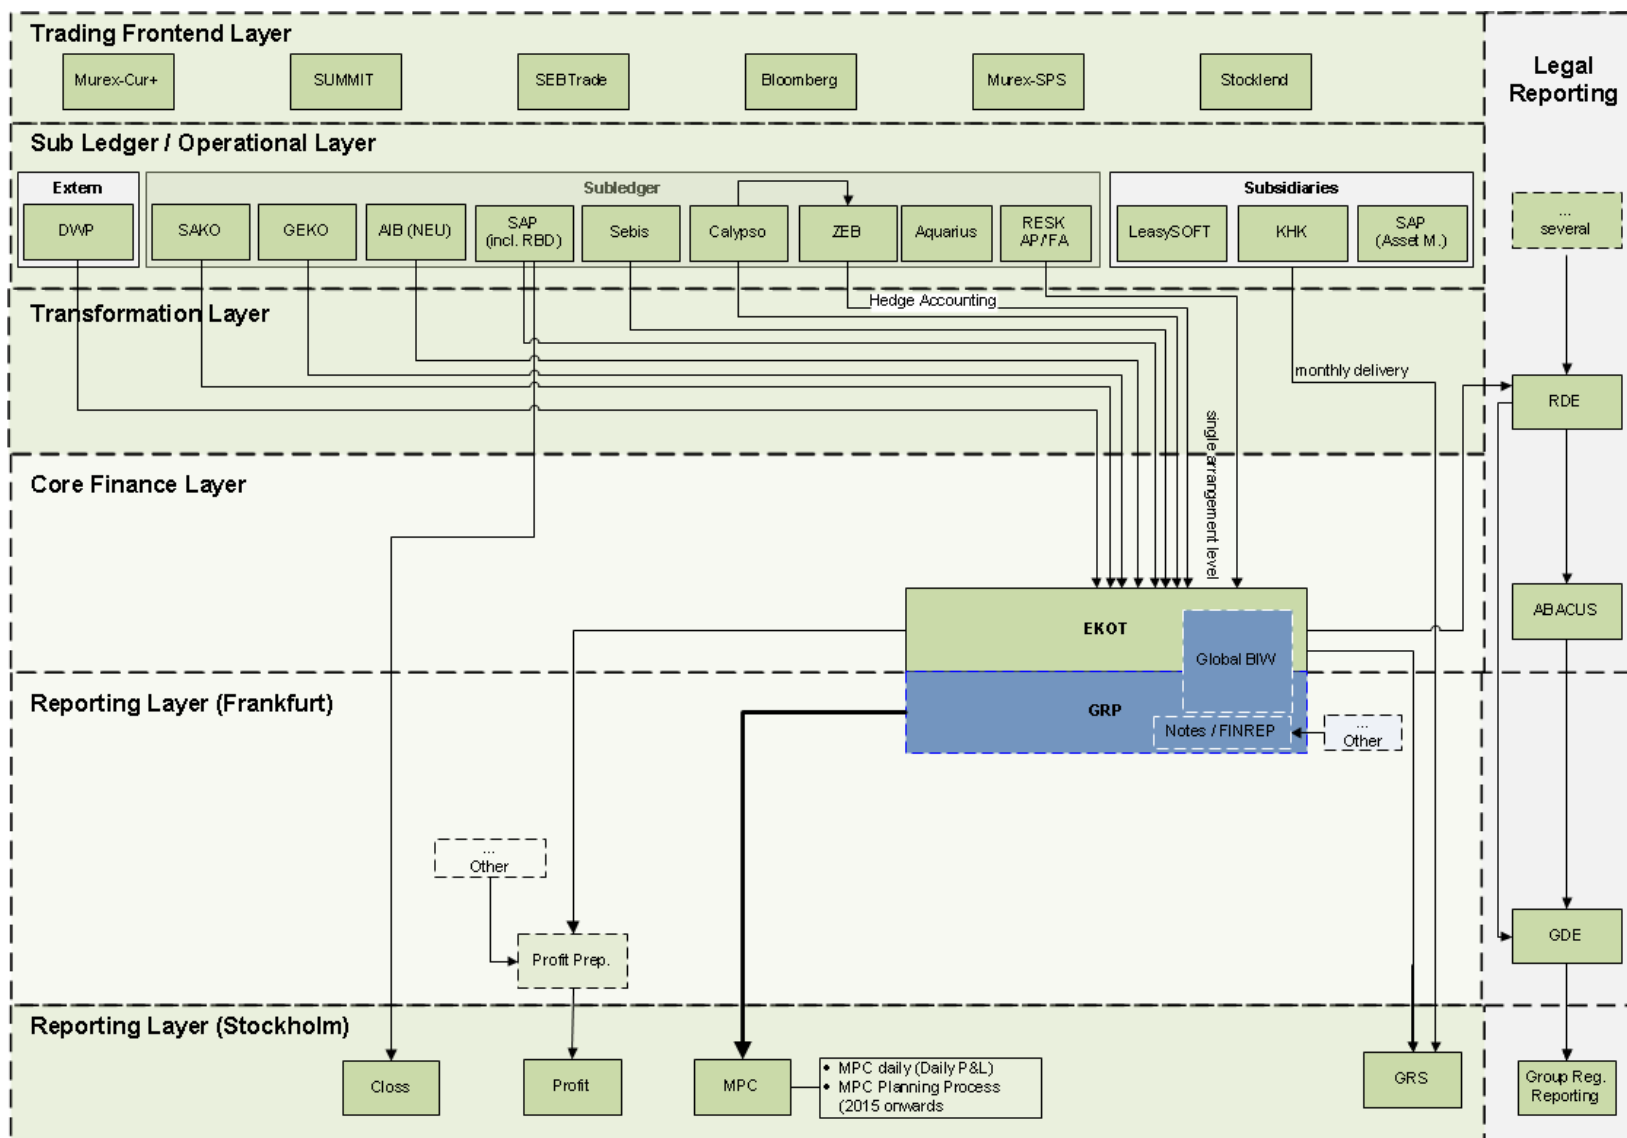 Trading Frontend Layer
Murex-Cur+
SUMMIT
SEBTrade
Bloomberg
Murex-SPS
Stocklend
Legal
Reporting
Sub Ledger / Operational Layer
Extern
DWP
Subledger
SAKO
GEKO
AIB (NEU)
SAP
(incl. RBD)
Sebis
Calypso
ZEB
Aquarius
RESK
AP/FA
Subsidiaries
LeasySOFT
KHK
SAP
(Asset M.)
...
several
Hedge Accounting
Transformation Layer
monthly delivery
RDE
single arrangement level
Core Finance Layer
EKOT
Global BIW
ABACUS
Reporting Layer (Frankfurt)
GRP
Notes / FINREP
...
Other
...
Other
Profit Prep.
GDE
Reporting Layer (Stockholm)
Closs
Profit
MPC
• MPC daily (Daily P&L)
• MPC Planning Process
(2015 onwards
GRS
Group Reg.
Reporting